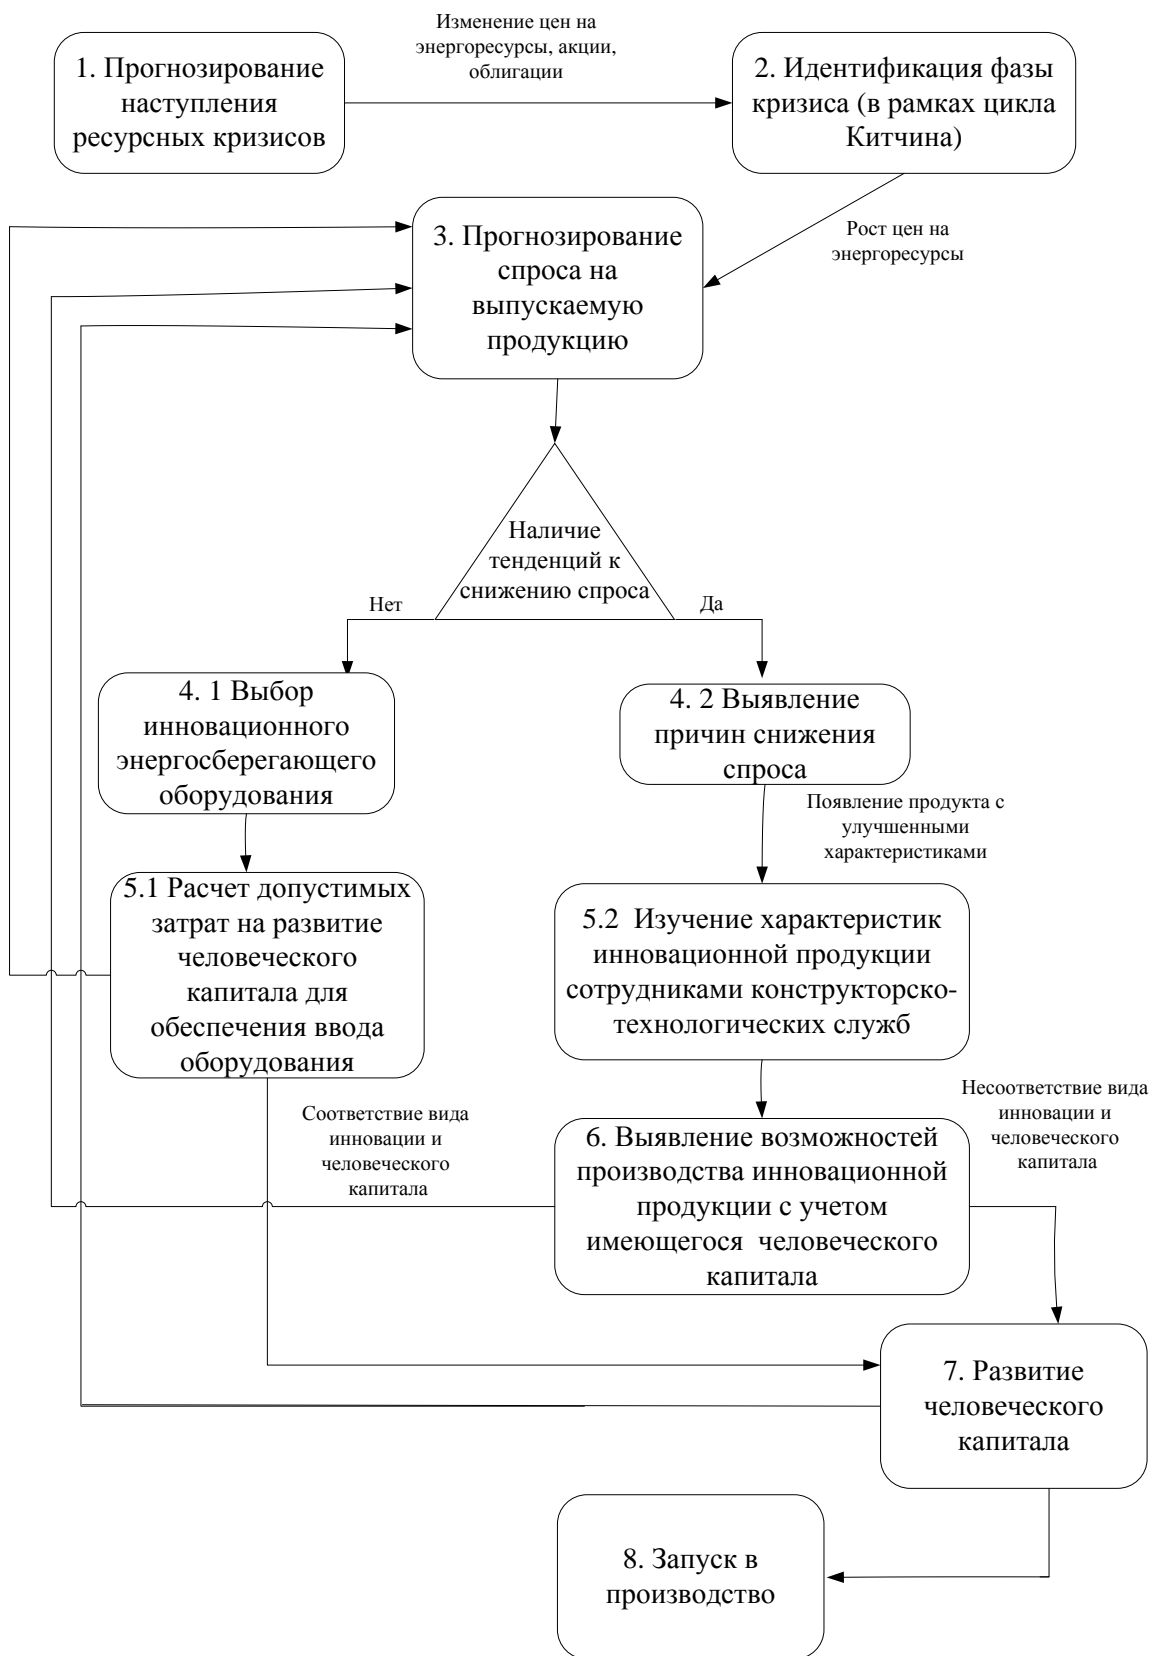 Изменение цен на
энергоресурсы, акции,
облигации
1. Прогнозирование
наступления
ресурсных кризисов
2. Идентификация фазы
кризиса (в рамках цикла
Китчина)
Рост цен на
энергоресурсы
3. Прогнозирование
спроса на
выпускаемую
продукцию
Наличие
тенденций к
снижению спроса
Нет
Да
4. 1 Выбор
инновационного
энергосберегающего
оборудования
4. 2 Выявление
причин снижения
спроса
Появление продукта с
улучшенными
характеристиками
5.1 Расчет допустимых
затрат на развитие
человеческого
капитала для
обеспечения ввода
оборудования
5.2  Изучение характеристик
инновационной продукции
сотрудниками конструкторско-
технологических служб
Соответствие вида
инновации и
человеческого
капитала
Несоответствие вида
инновации и
человеческого
капитала
6. Выявление возможностей
производства инновационной
продукции с учетом
имеющегося  человеческого
капитала
7. Развитие
человеческого
капитала
8. Запуск в
производство